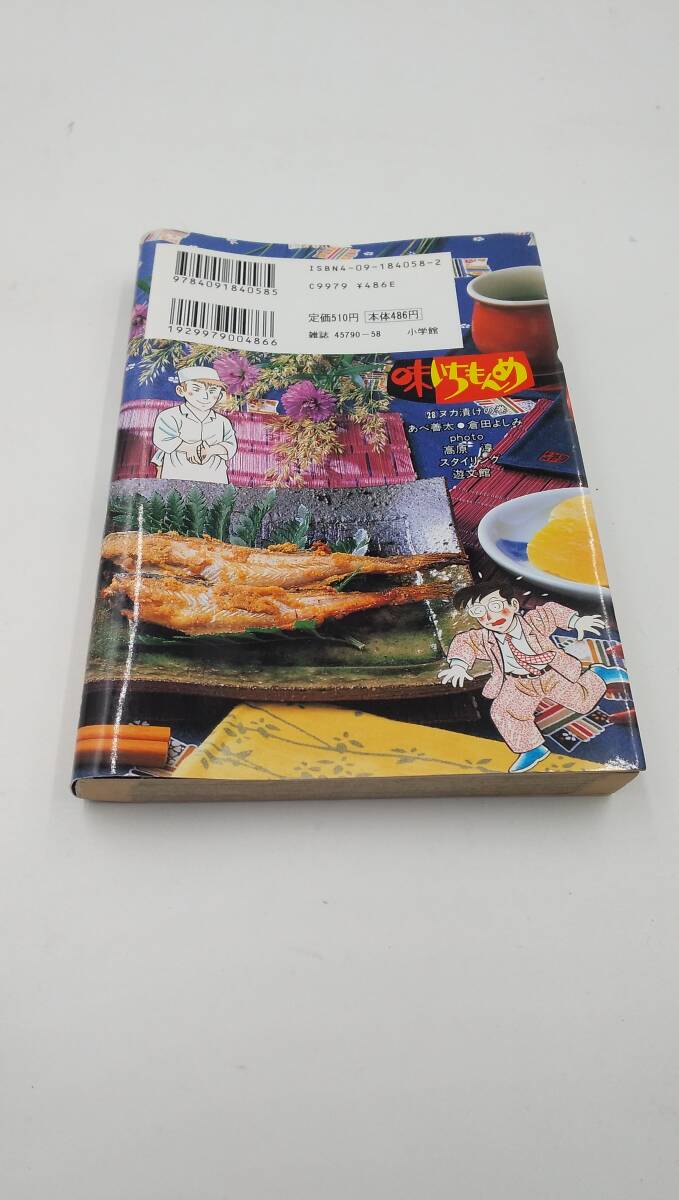 9784091840585
ISBN4-09-184058-2
C9979 ¥486E
1929979004866
定価510円 本体486円
雑誌 45790-58 小学館
味いちもんめ
(28)ヌカ漬けの巻
あべ善太●倉田よしみ
photo
高原 淳
スタイリング
遊文館